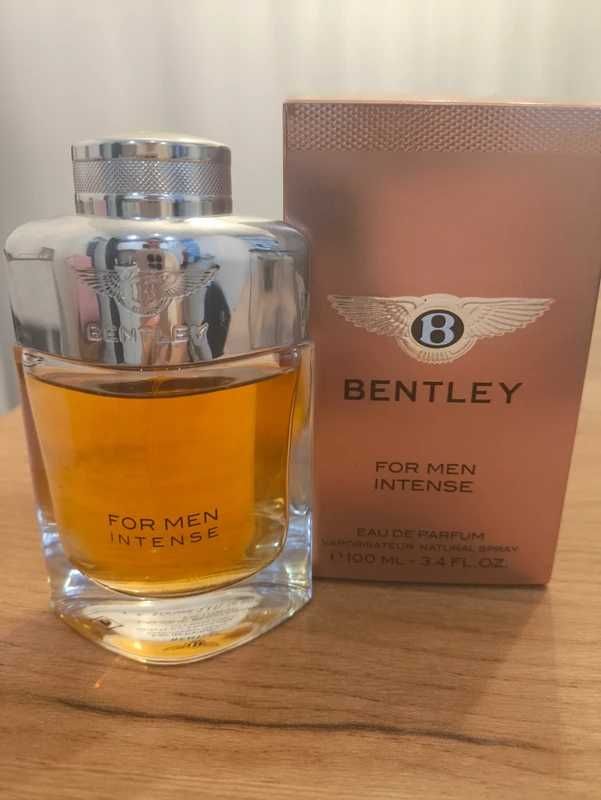 BENTLEY
FOR MEN
INTENSE
B
BENTLEY
FOR MEN
INTENSE
EAU DE PARFUM
VAPORISATEUR NATURAL SPRAY
100 ML - 3.4 FL. OZ.